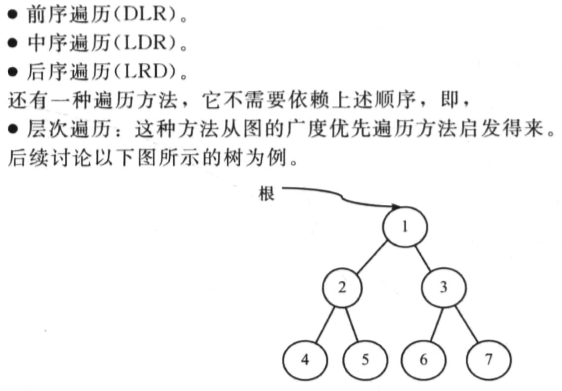 ● 前序遍历(DLR)。
● 中序遍历(LDR)。
● 后序遍历(LRD)。
还有一种遍历方法，它不需要依赖上述顺序，即，
● 层次遍历：这种方法从图的广度优先遍历方法启发得来。
后续讨论以下图所示的树为例。
根
1
2 3
4 5 6 7